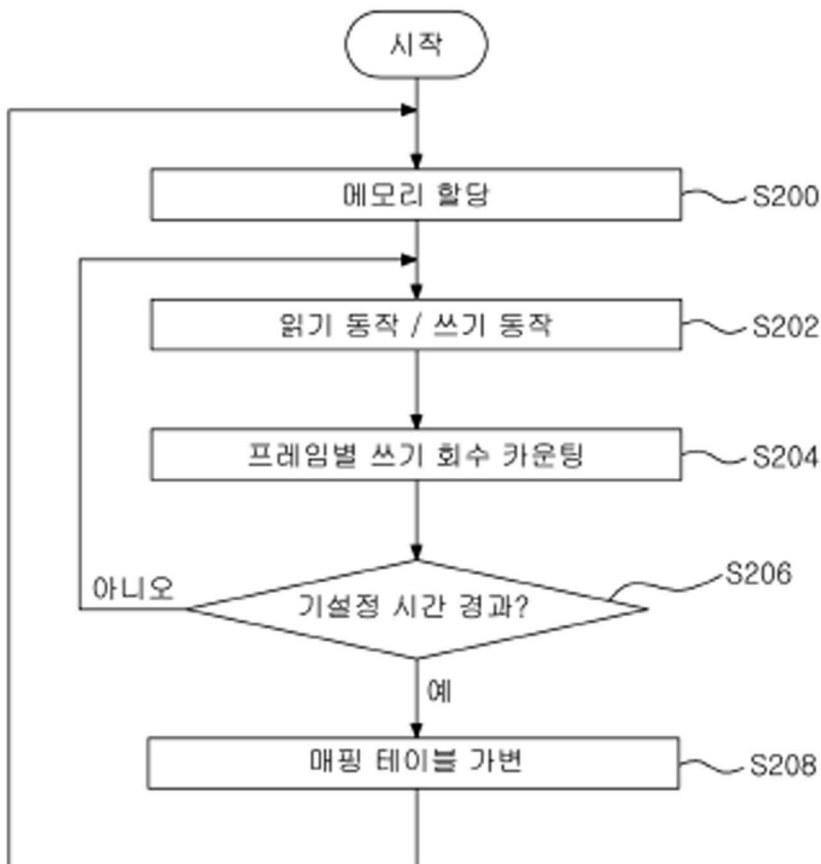 시작
메모리 할당
S200
읽기 동작 / 쓰기 동작
S202
프레임별 쓰기 회수 카운팅
S204
S206
아니오
기설정 시간 경과?
예
매핑 테이블 가변
S208